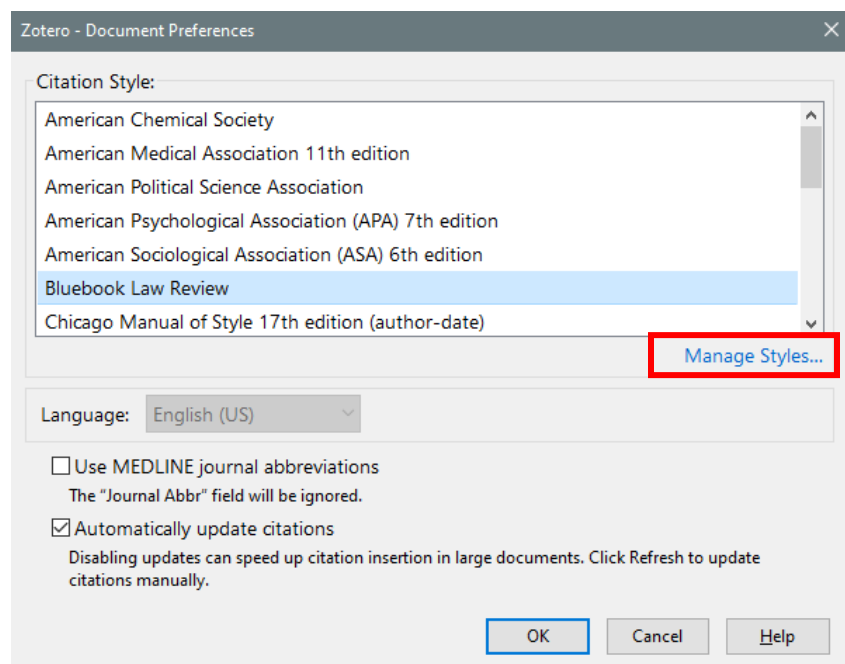 Zotero - Document Preferences
Citation Style:
American Chemical Society
American Medical Association 11th edition
American Political Science Association
American Psychological Association (APA) 7th edition
American Sociological Association (ASA) 6th edition
Bluebook Law Review
Chicago Manual of Style 17th edition (author-date)
Manage Styles...
Language: English (US)
Use MEDLINE journal abbreviations
The “Journal Abbr” field will be ignored.
Automatically update citations
Disabling updates can speed up citation insertion in large documents. Click Refresh to update
citations manually.
OK Cancel Help